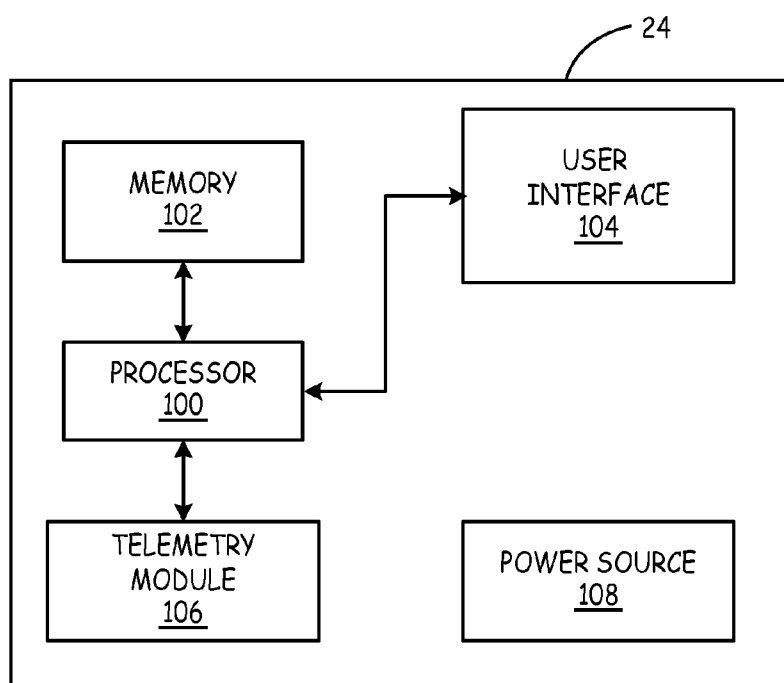 24
MEMORY
102
USER
INTERFACE
104
PROCESSOR
100
TELEMETRY
MODULE
106
POWER SOURCE
108